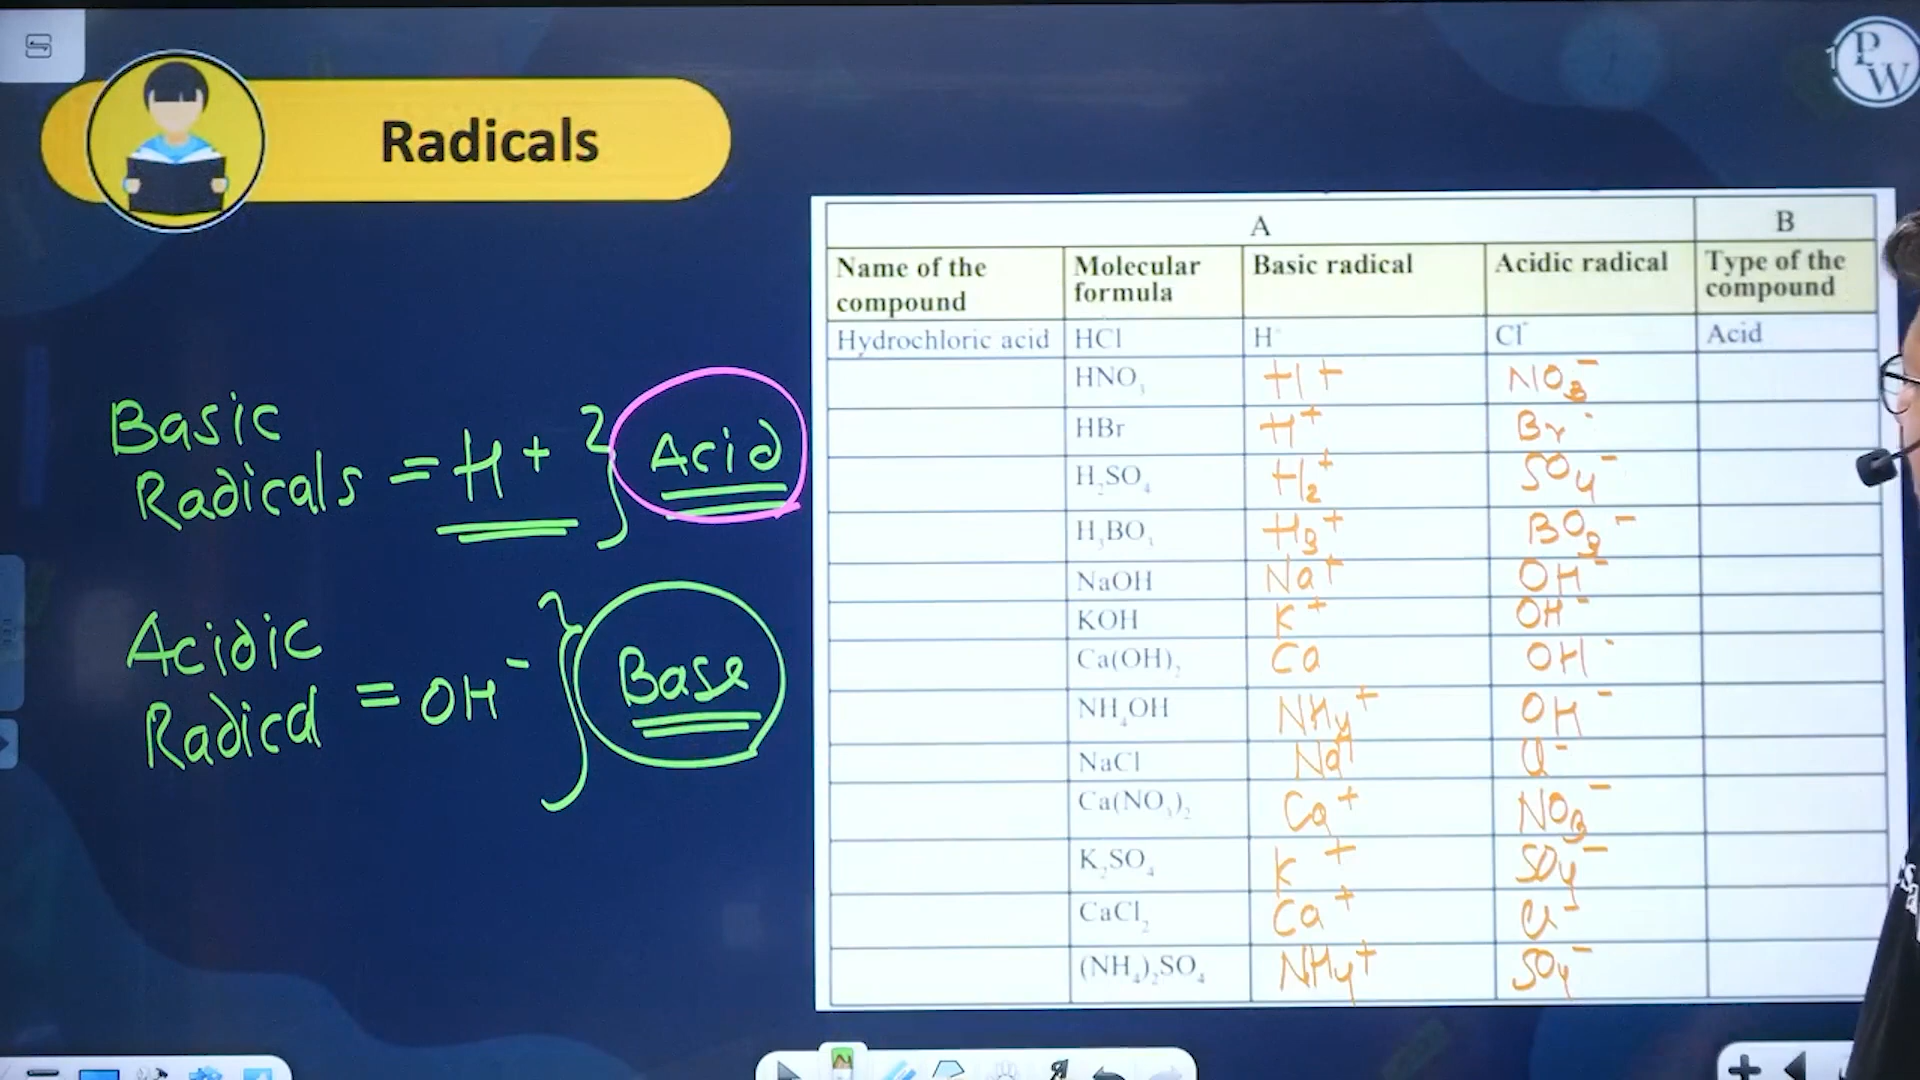 PW
Radicals
A B
Name of the compound Molecular formula Basic radical Acidic radical Type of the compound
Hydrochloric acid HCl H⁺ Cl⁻ Acid
HNO₃ H+ NO₃⁻
HBr H⁺ Br⁻
H₂SO₄ H₂⁺ SO₄⁻
H₃BO₃ H₃⁺ BO₃⁻
NaOH Na⁺ OH⁻
KOH K⁺ OH⁻
Ca(OH)₂ Ca OH⁻
NH₄OH NH₄⁺ OH⁻
NaCl Na⁺ Cl⁻
Ca(NO₃)₂ Ca⁺ NO₃⁻
K₂SO₄ K⁺ SO₄⁻
CaCl₂ Ca⁺ Cl⁻
(NH₄)₂SO₄ NH₄⁺ SO₄⁻
Basic
Radicals = H+ } Acid
Acidic
Radical = OH⁻ } Base